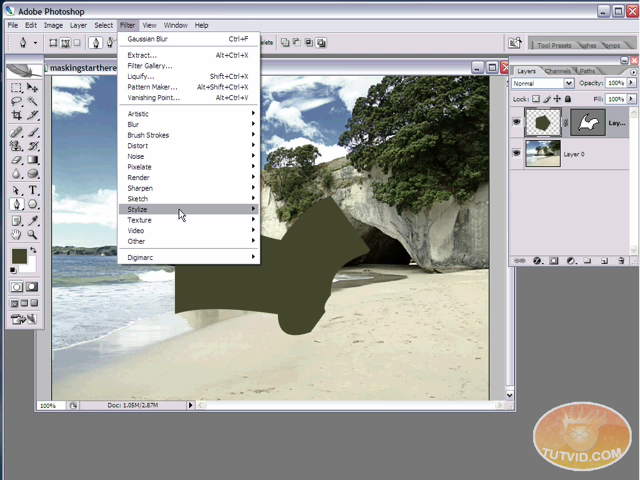 Adobe Photoshop
File Edit Image Layer Select Filter View Window Help
Tool Presets
maskingstarthere
Gaussian Blur Ctrl+F
Extract... Alt+Ctrl+X
Filter Gallery...
Liquify... Shift+Ctrl+X
Pattern Maker... Alt+Shift+Ctrl+X
Vanishing Point... Alt+Ctrl+V
Artistic
Blur
Brush Strokes
Distort
Noise
Pixelate
Render
Sharpen
Sketch
Stylize
Texture
Video
Other
Digimarc
Layers Channels Paths
Normal Opacity: 100%
Lock: Fill: 100%
Lay...
Layer 0
100% Doc: 1.05M/2.87M
TUTVID.COM